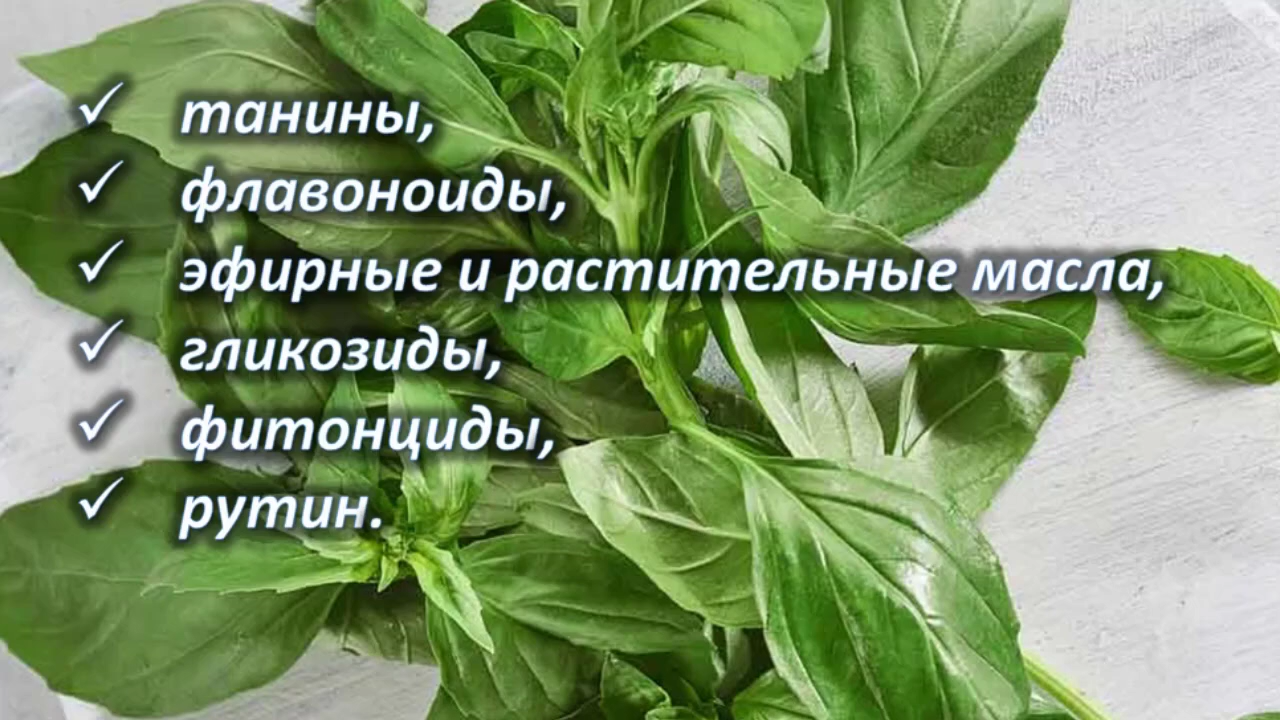 ✓ танины,
✓ флавоноиды,
✓ эфирные и растительные масла,
✓ гликозиды,
✓ фитонциды,
✓ рутин.